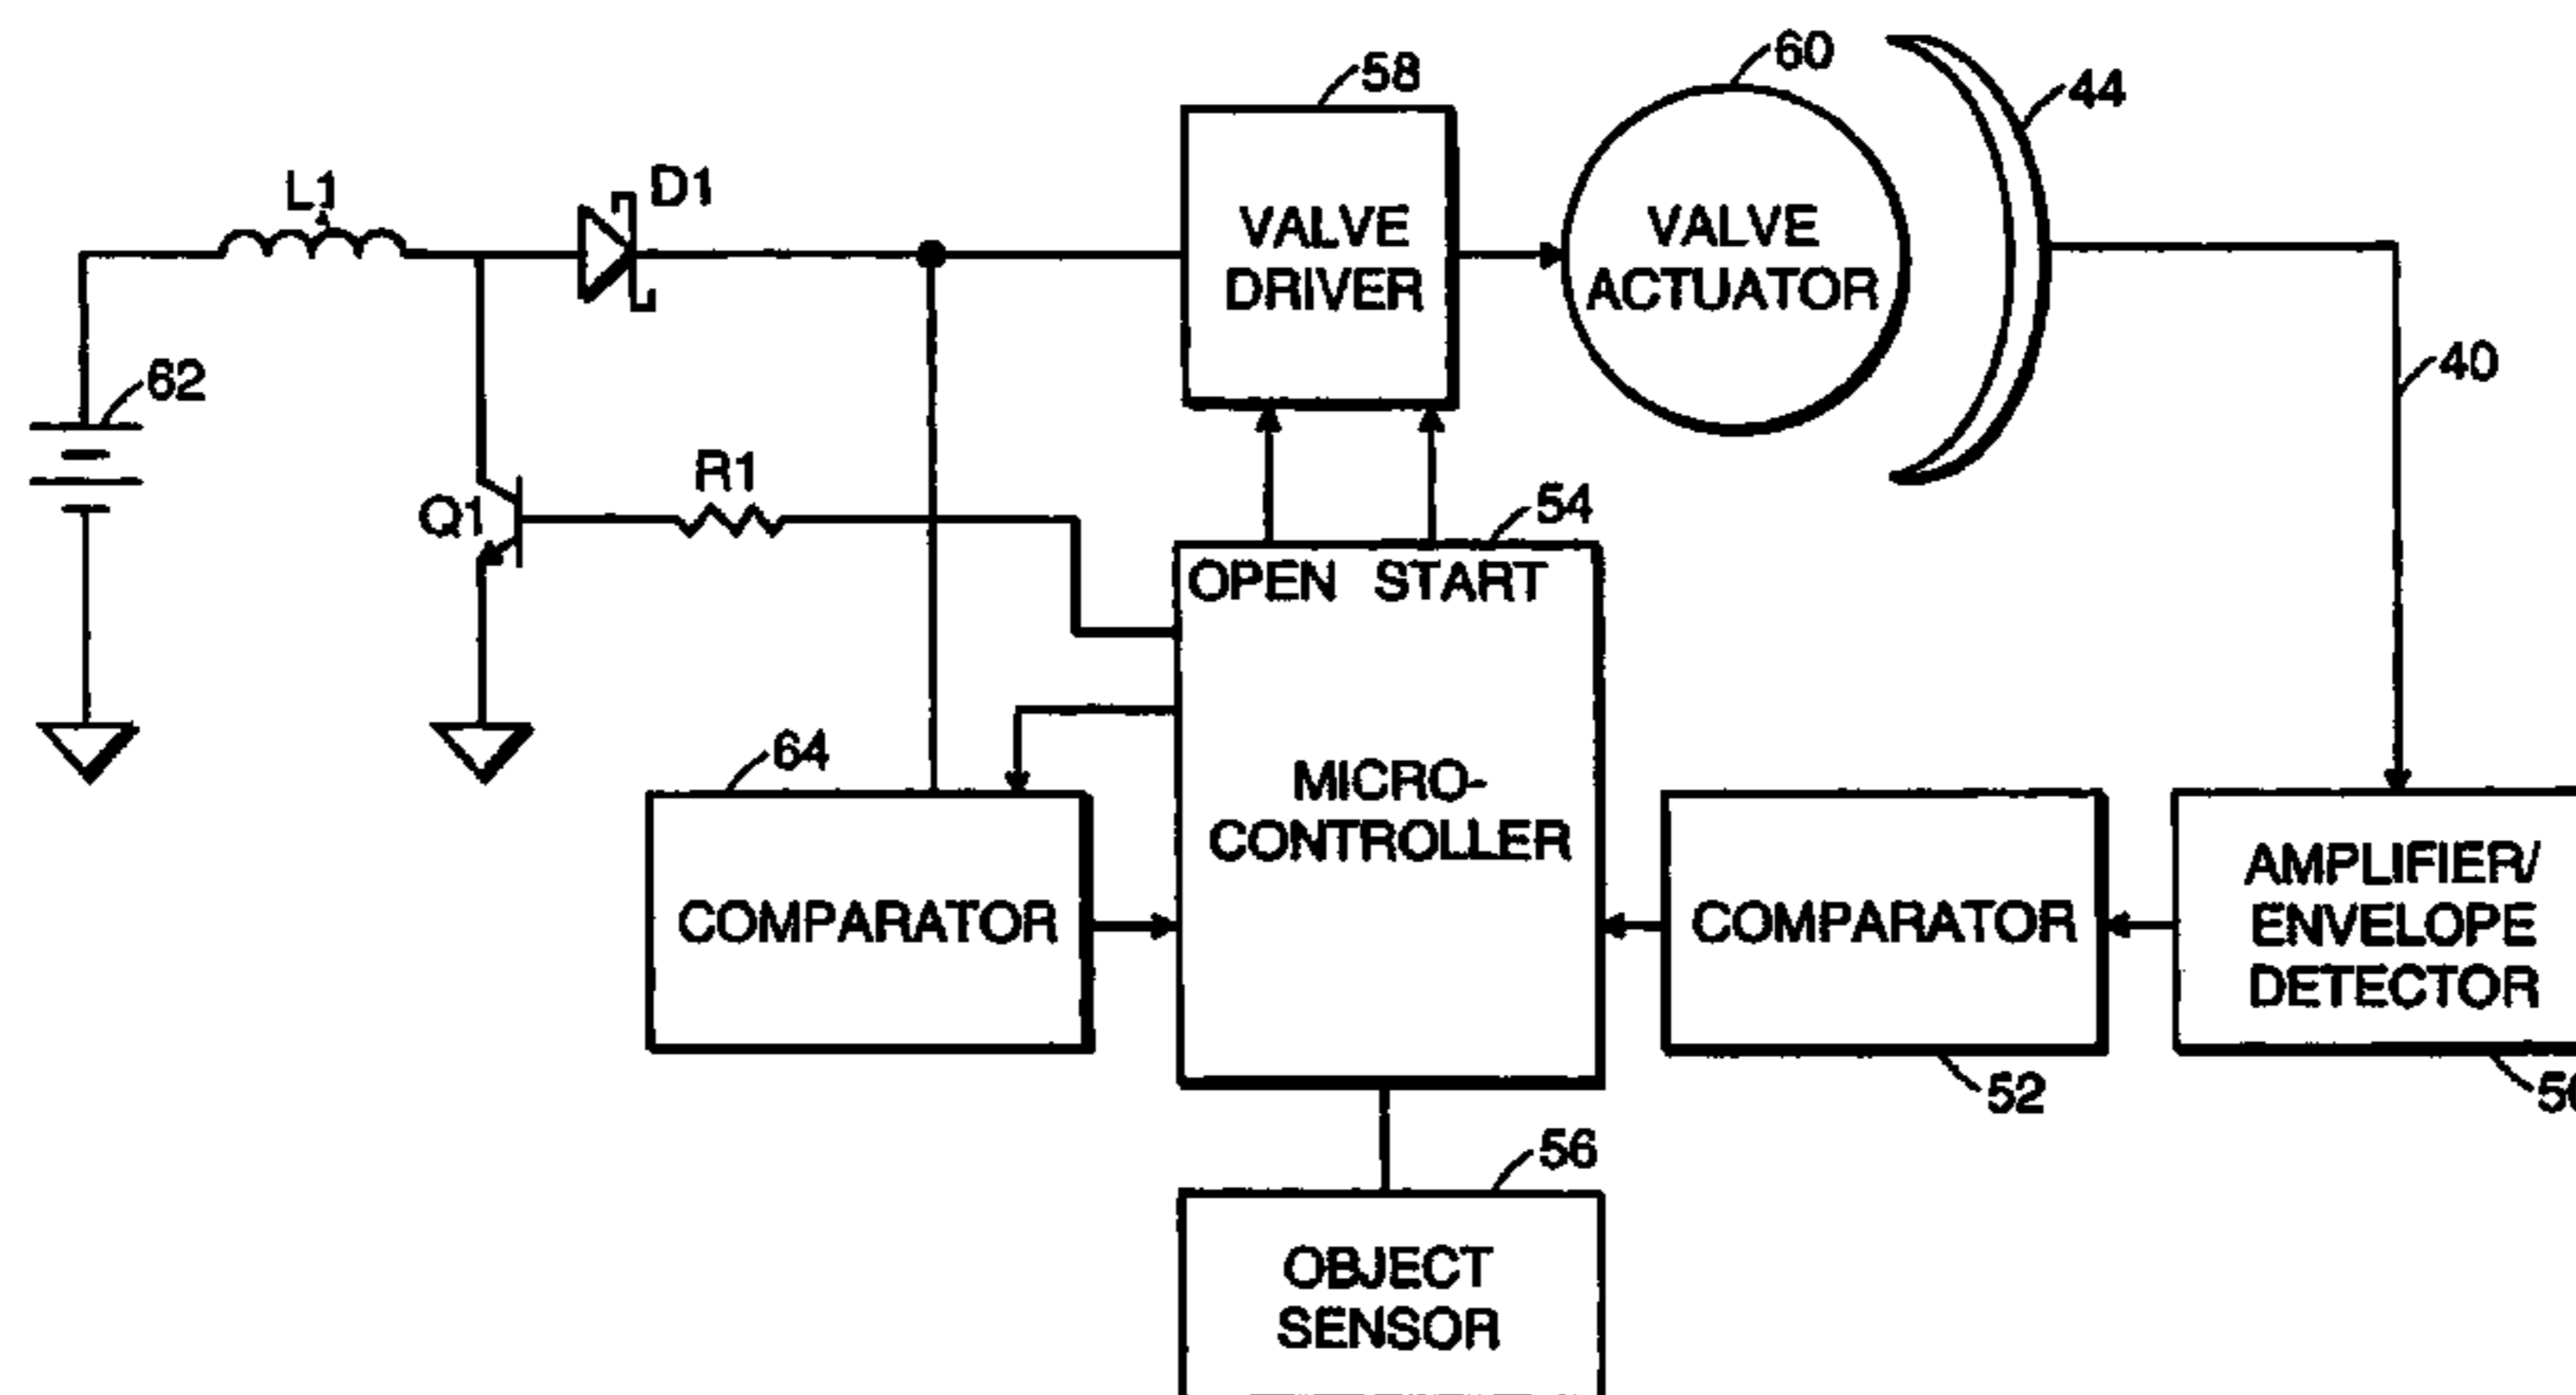 58
60
44
L1
D1
VALVE
DRIVER
VALVE
ACTUATOR
62
40
R1
Q1
54
OPEN START
64
MICRO-
CONTROLLER
COMPARATOR
COMPARATOR
AMPLIFIER/
ENVELOPE
DETECTOR
52
56
OBJECT
SENSOR